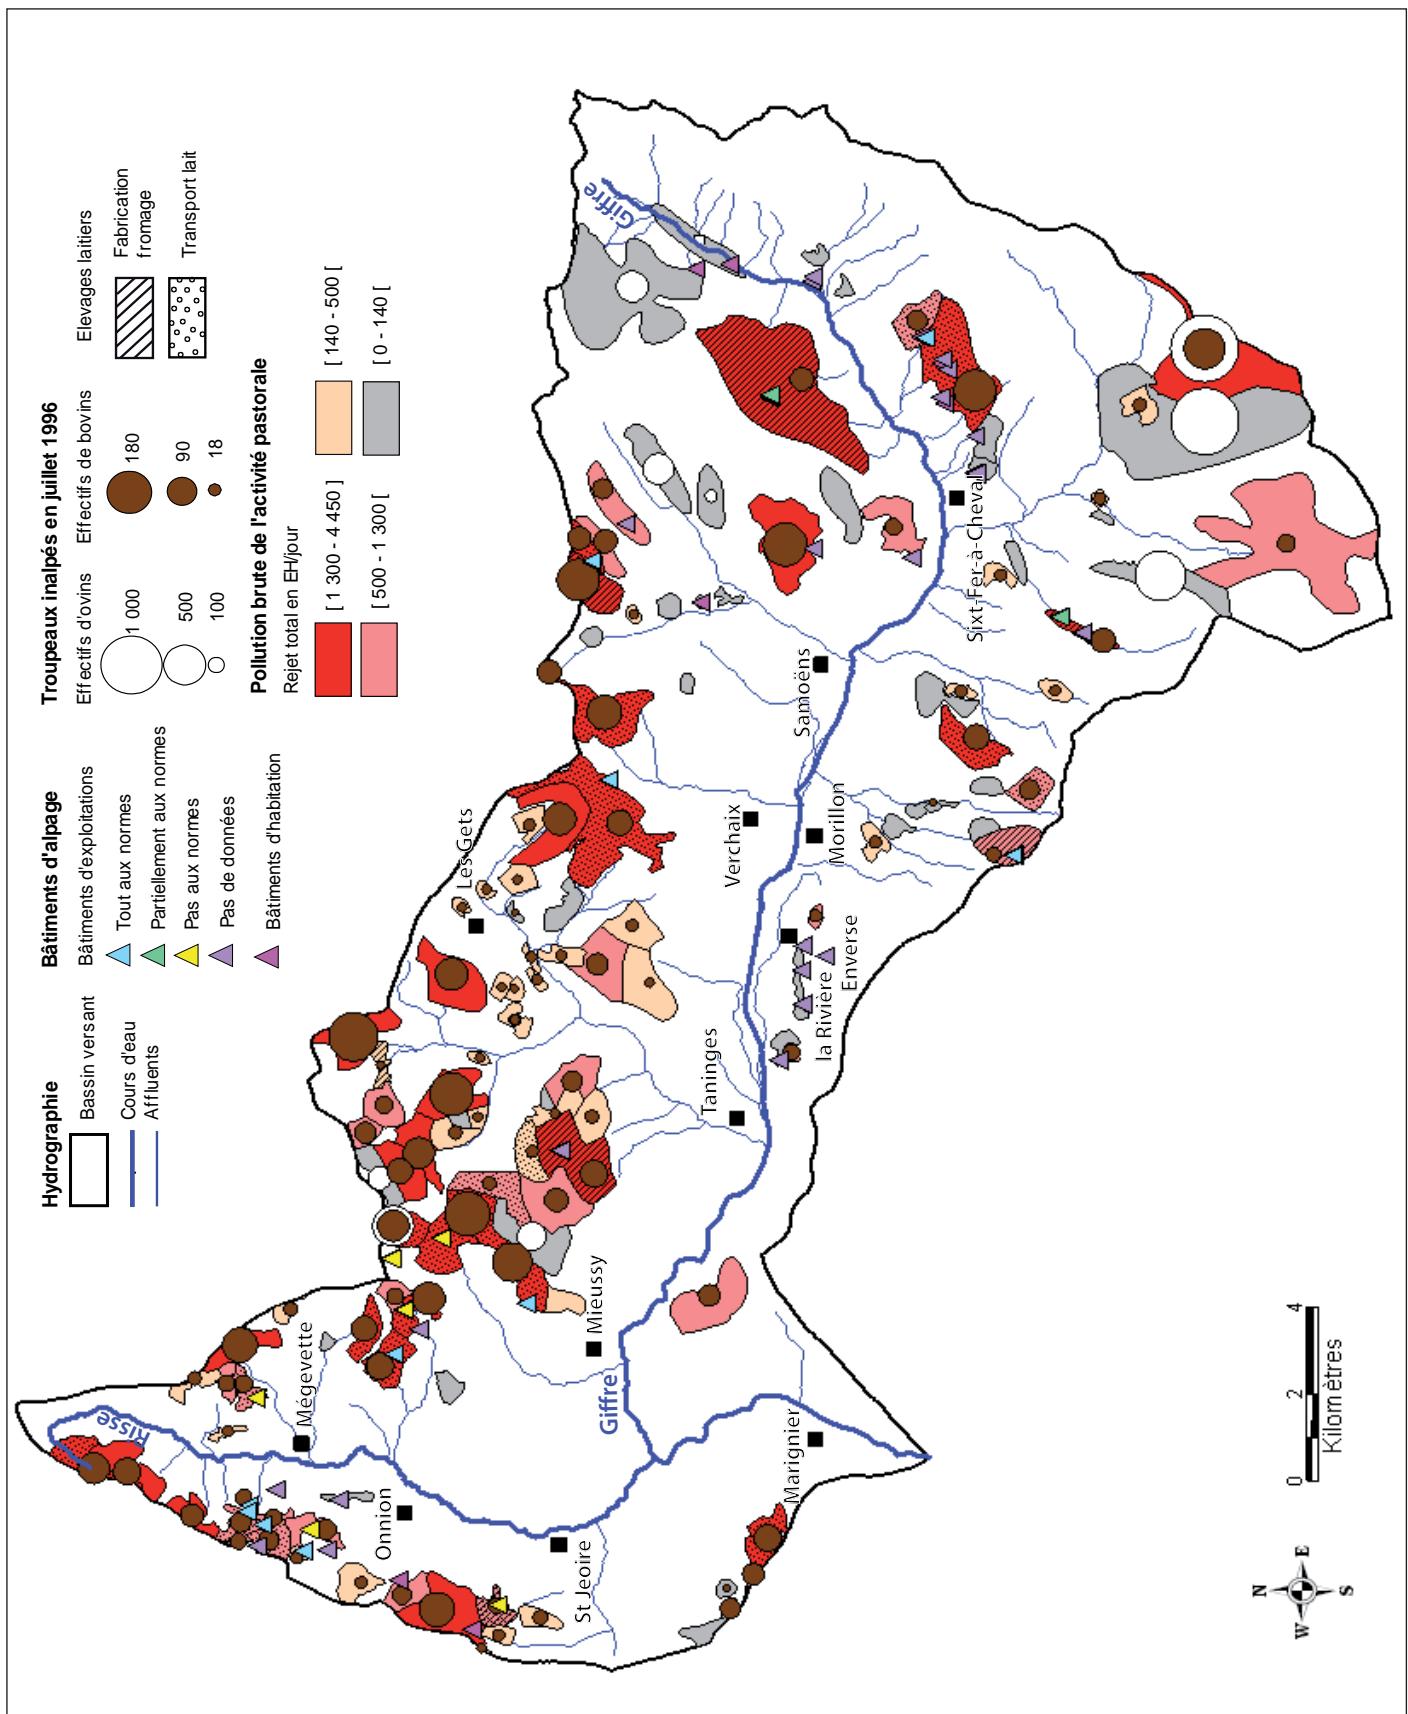 Hydrographie
Bassin versant
Cours d'eau
Affluents
Bâtiments d'alpage
Bâtiments d'exploitations
Tout aux normes
Partiellement aux normes
Pas aux normes
Pas de données
Bâtiments d'habitation
Troupeaux inalpés en juillet 1996
Effectifs d'ovins
1 000
500
100
Effectifs de bovins
180
90
18
Elevages laitiers
Fabrication
fromage
Transport lait
Pollution brute de l'activité pastorale
Rejet total en EH/jour
[ 1 300 - 4 450 ]
[ 500 - 1 300 [
[ 140 - 500 [
[ 0 - 140 [
Risse
Mégevette
Onnion
St Jeoire
Marignier
Giffre
Mieussy
Taninges
Les Gets
la Rivière
Enverse
Verchaix
Morillon
Samoëns
Sixt-Fer-à-Cheval
Giffre
N
W
E
S
0
2
4
Kilomètres